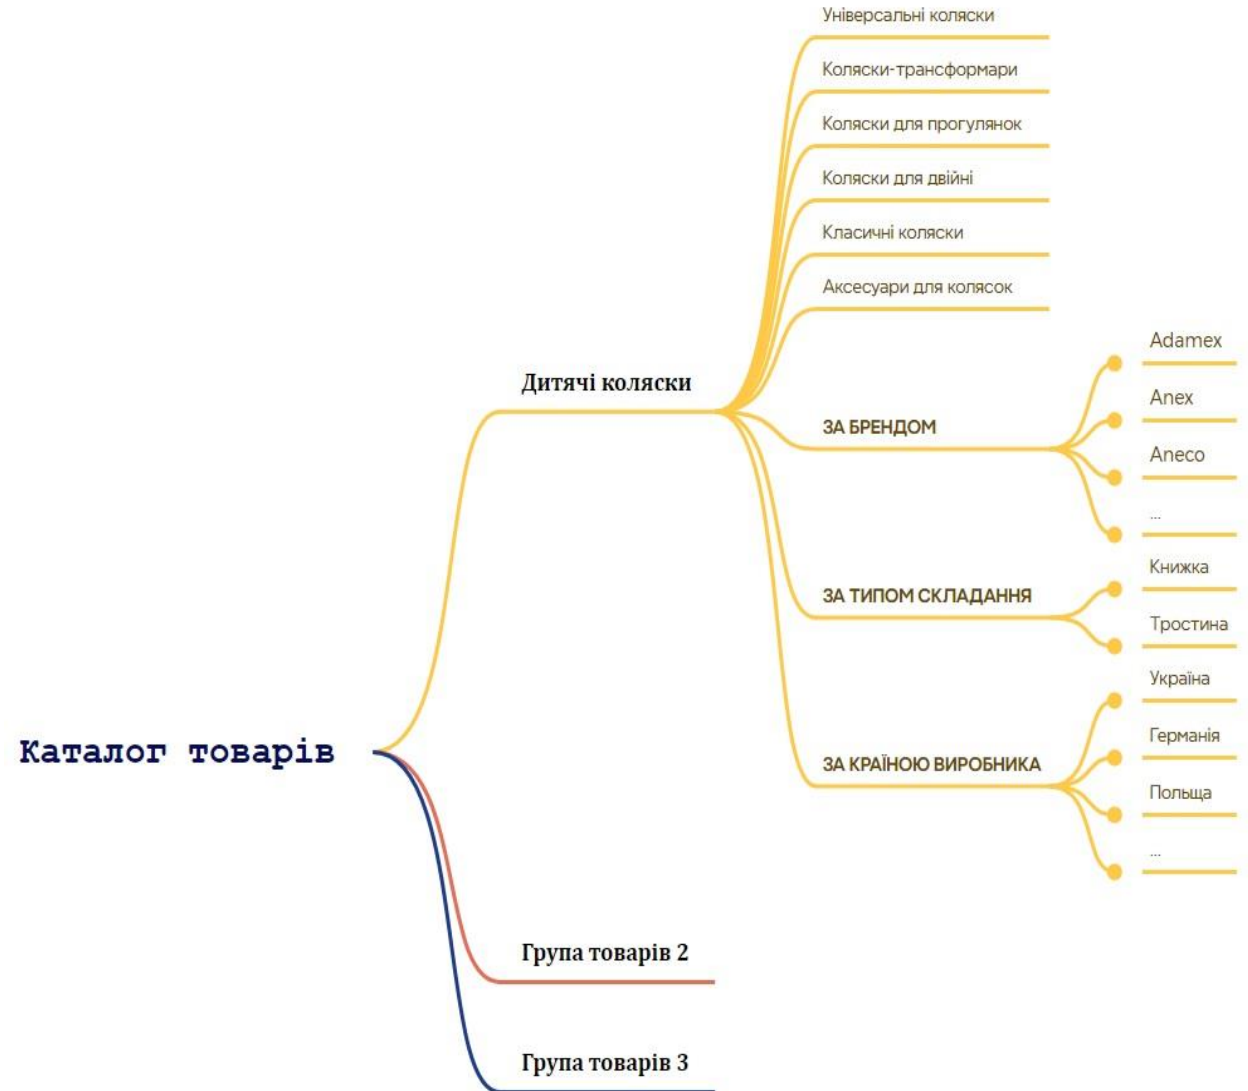 Універсальні коляски
Коляски-трансформари
Коляски для прогулянок
Коляски для двійні
Класичні коляски
Аксесуари для колясок
Дитячі коляски
ЗА БРЕНДОМ
Adamex
Anex
Aneco
...
ЗА ТИПОМ СКЛАДАННЯ
Книжка
Тростина
ЗА КРАЇНОЮ ВИРОБНИКА
Україна
Германія
Польща
...
Каталог товарів
Група товарів 2
Група товарів 3